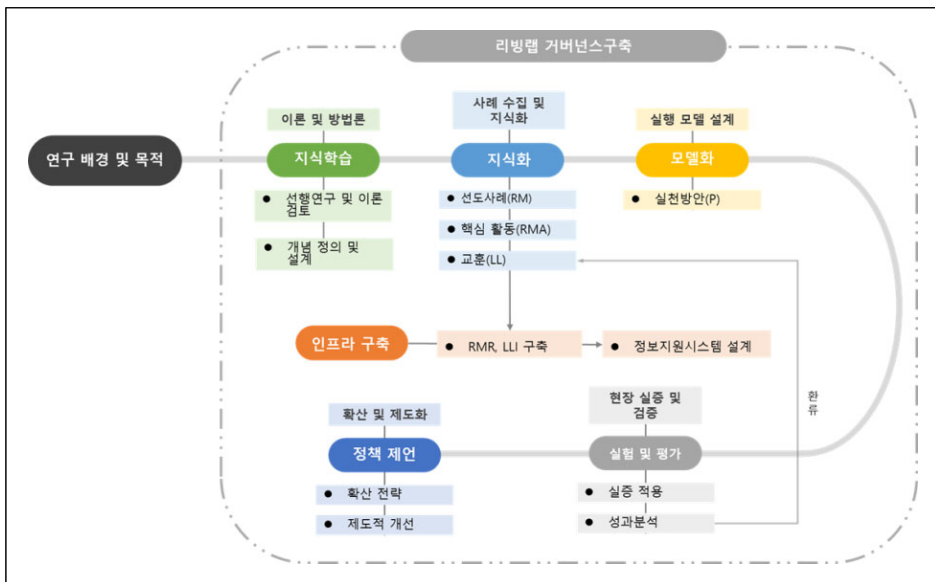 리빙랩 거버넌스구축
연구 배경 및 목적
이론 및 방법론
지식학습
● 선행연구 및 이론
검토
● 개념 정의 및
설계
사례 수집 및
지식화
지식화
● 선도사례(RM)
● 핵심 활동(RMA)
● 교훈(LL)
실행 모델 설계
모델화
● 실천방안(P)
인프라 구축
● RMR, LLI 구축
● 정보지원시스템 설계
환
류
확산 및 제도화
정책 제언
● 확산 전략
● 제도적 개선
현장 실증 및
검증
실험 및 평가
● 실증 적용
● 성과분석